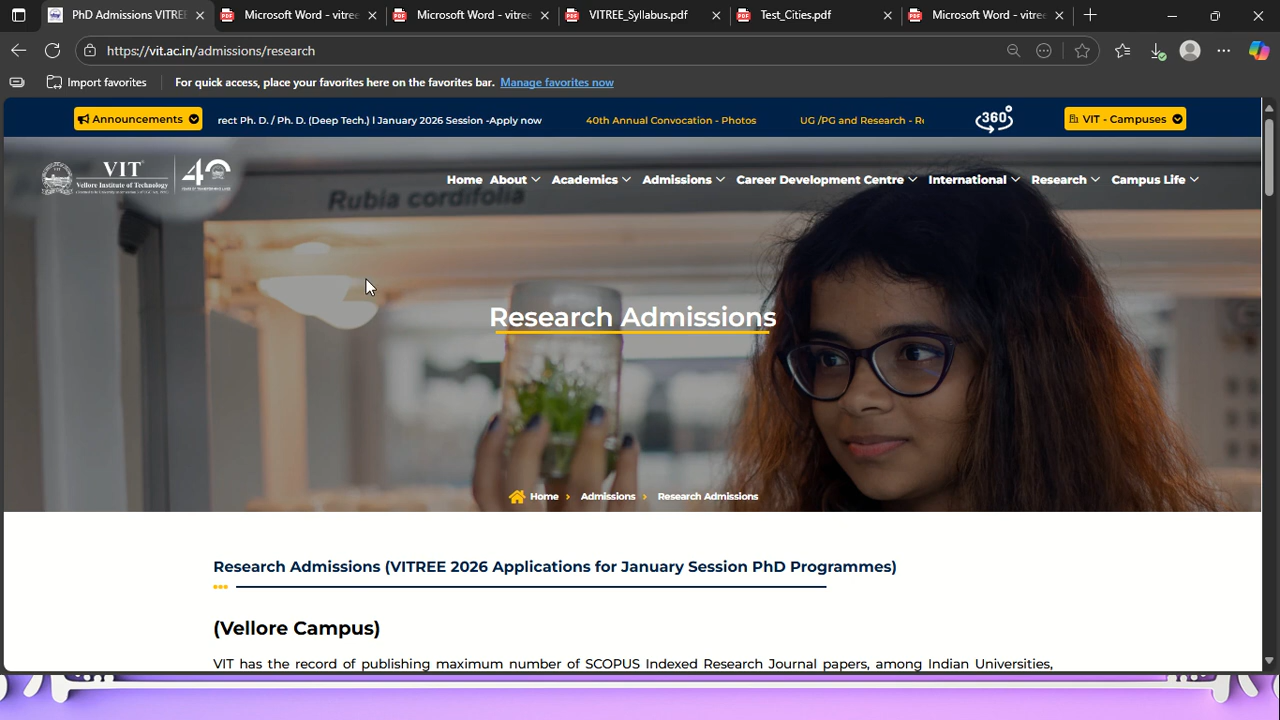 PhD Admissions VITREE
Microsoft Word - vitree
Microsoft Word - vitree
VITREE_Syllabus.pdf
Test_Cities.pdf
Microsoft Word - vitree
https://vit.ac.in/admissions/research
Import favorites
For quick access, place your favorites here on the favorites bar. Manage favorites now
Announcements
rect Ph. D. / Ph. D. (Deep Tech.) I January 2026 Session -Apply now
40th Annual Convocation - Photos
UG /PG and Research - Re
360°
VIT - Campuses
VIT
Vellore Institute of Technology
40
Home About Academics Admissions Career Development Centre International Research Campus Life
Rubia cordifolia
Research Admissions
Home > Admissions > Research Admissions
Research Admissions (VITREE 2026 Applications for January Session PhD Programmes)
(Vellore Campus)
VIT has the record of publishing maximum number of SCOPUS Indexed Research Journal papers, among Indian Universities,